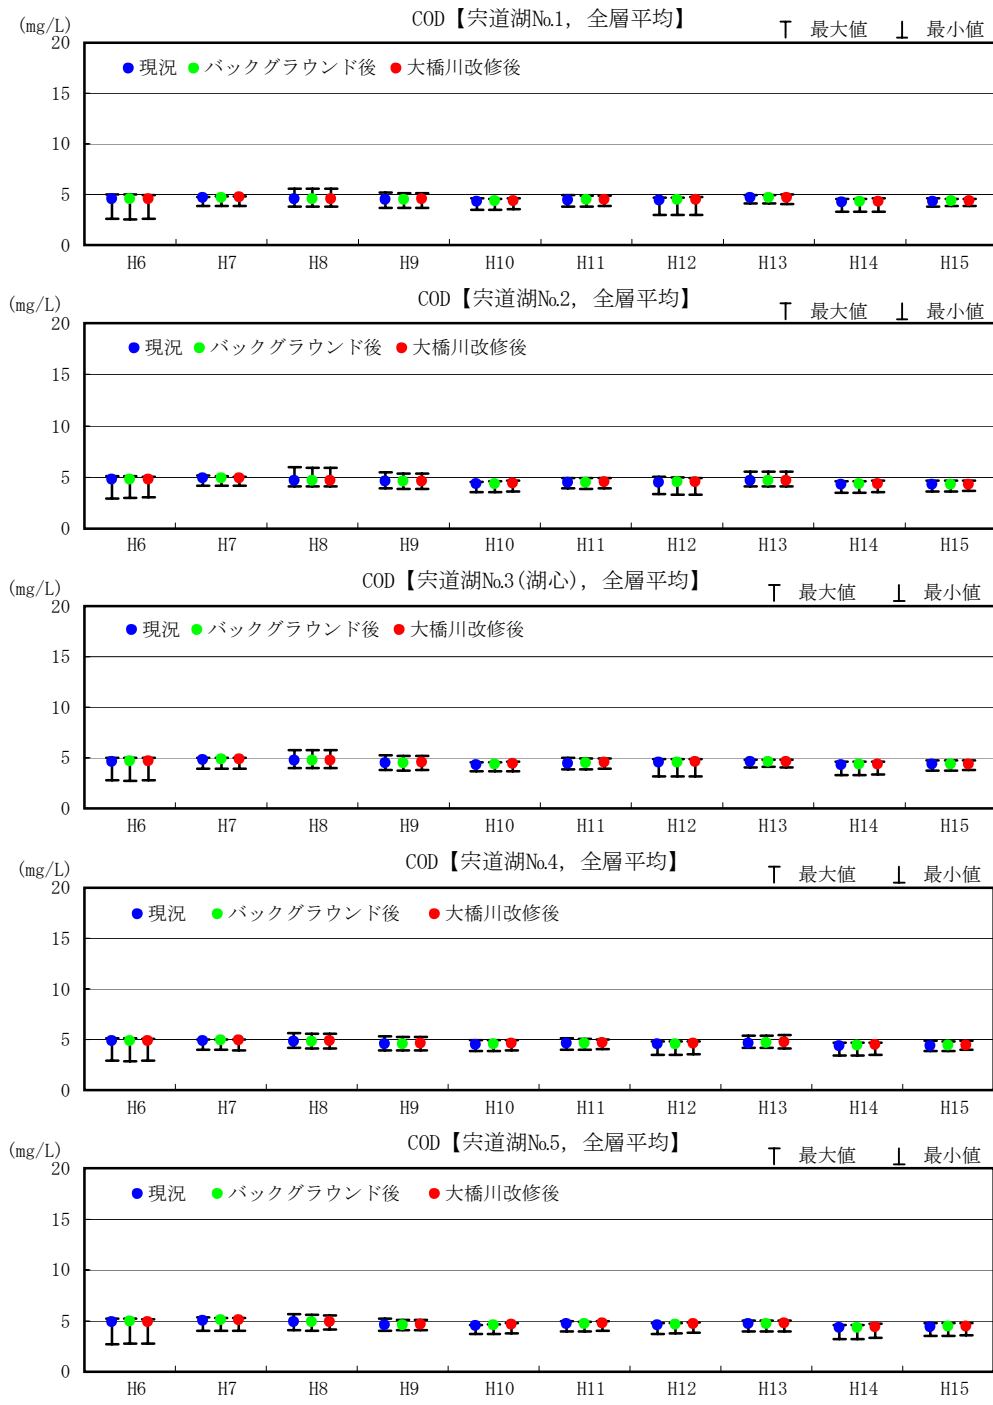 COD【宍道湖№1, 全層平均】
(mg/L)
最大値 最小値
20
現況 バックグラウンド後 大橋川改修後
15
10
5
0
H6 H7 H8 H9 H10 H11 H12 H13 H14 H15
COD【宍道湖№2, 全層平均】
(mg/L)
最大値 最小値
20
現況 バックグラウンド後 大橋川改修後
15
10
5
0
H6 H7 H8 H9 H10 H11 H12 H13 H14 H15
COD【宍道湖№3(湖心), 全層平均】
(mg/L)
最大値 最小値
20
現況 バックグラウンド後 大橋川改修後
15
10
5
0
H6 H7 H8 H9 H10 H11 H12 H13 H14 H15
COD【宍道湖№4, 全層平均】
(mg/L)
最大値 最小値
20
現況 バックグラウンド後 大橋川改修後
15
10
5
0
H6 H7 H8 H9 H10 H11 H12 H13 H14 H15
COD【宍道湖№5, 全層平均】
(mg/L)
最大値 最小値
20
現況 バックグラウンド後 大橋川改修後
15
10
5
0
H6 H7 H8 H9 H10 H11 H12 H13 H14 H15